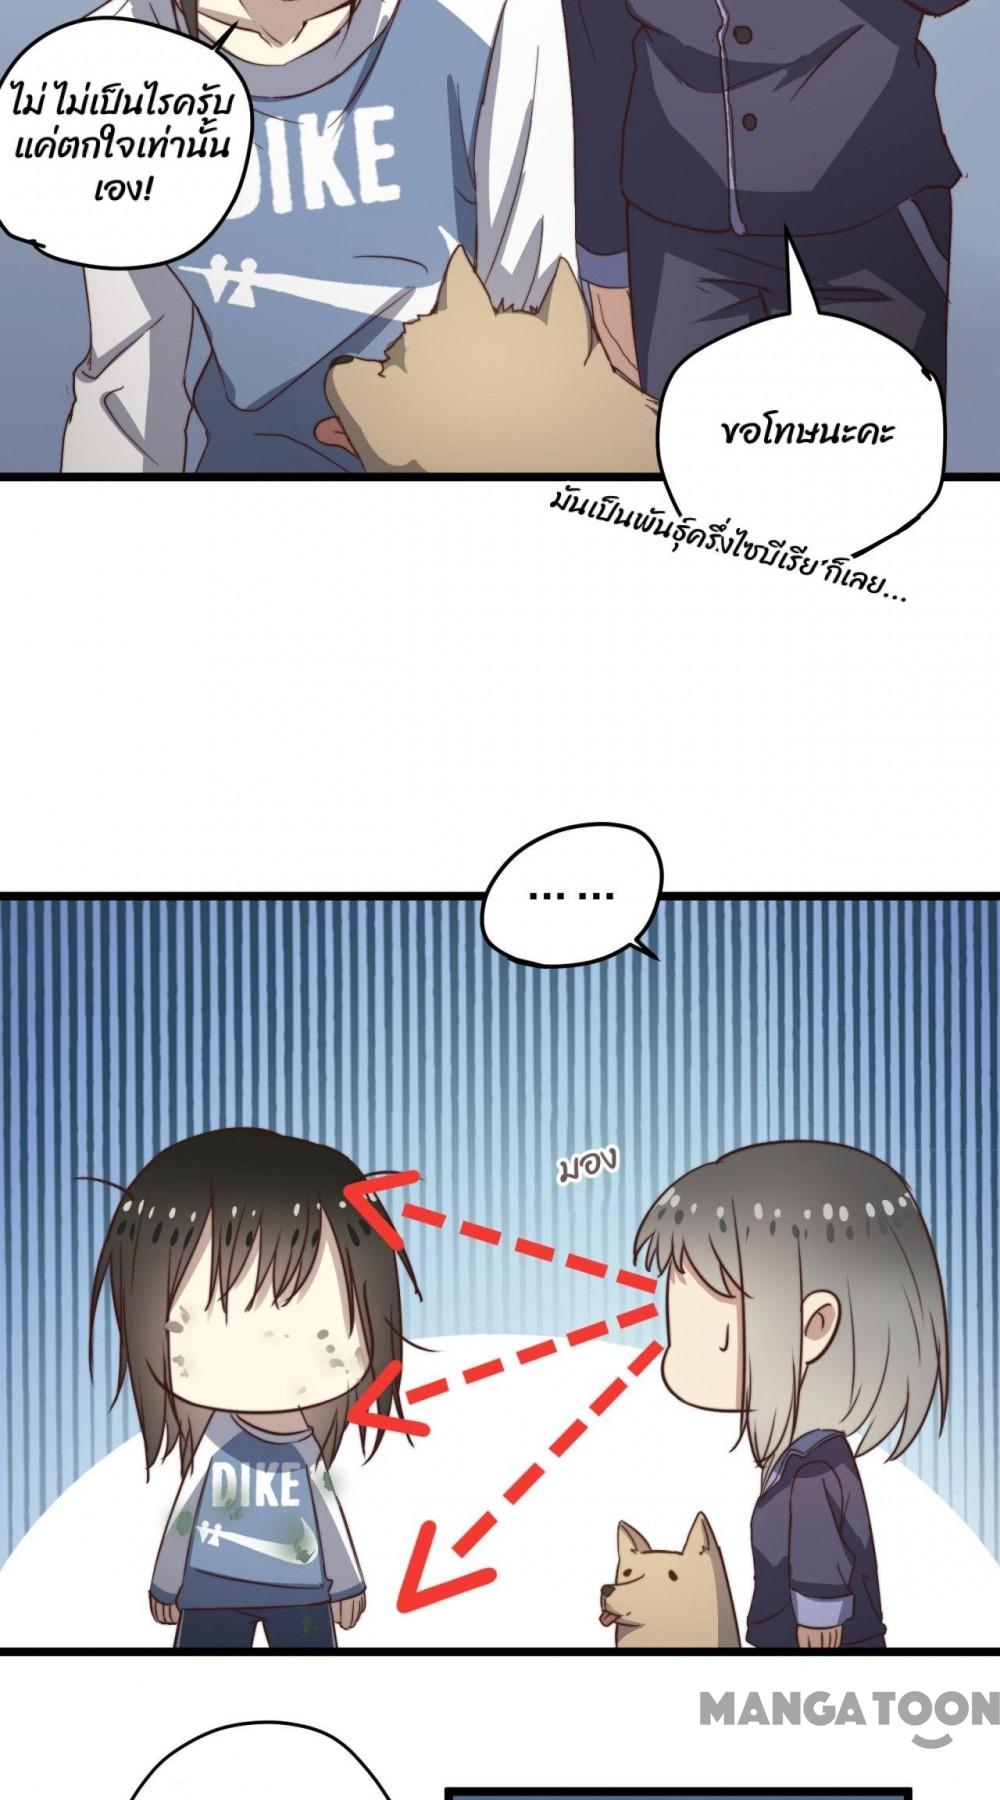 ไม่ ไม่เป็นไรครับ
แค่ตกใจเท่านั้น
เอง!
DIKE
ขอโทษนะคะ
มันเป็นพันธุ์ครึ่งไซบีเรีย ก็เลย...
... ...
มอง
DIKE
MANGATOON